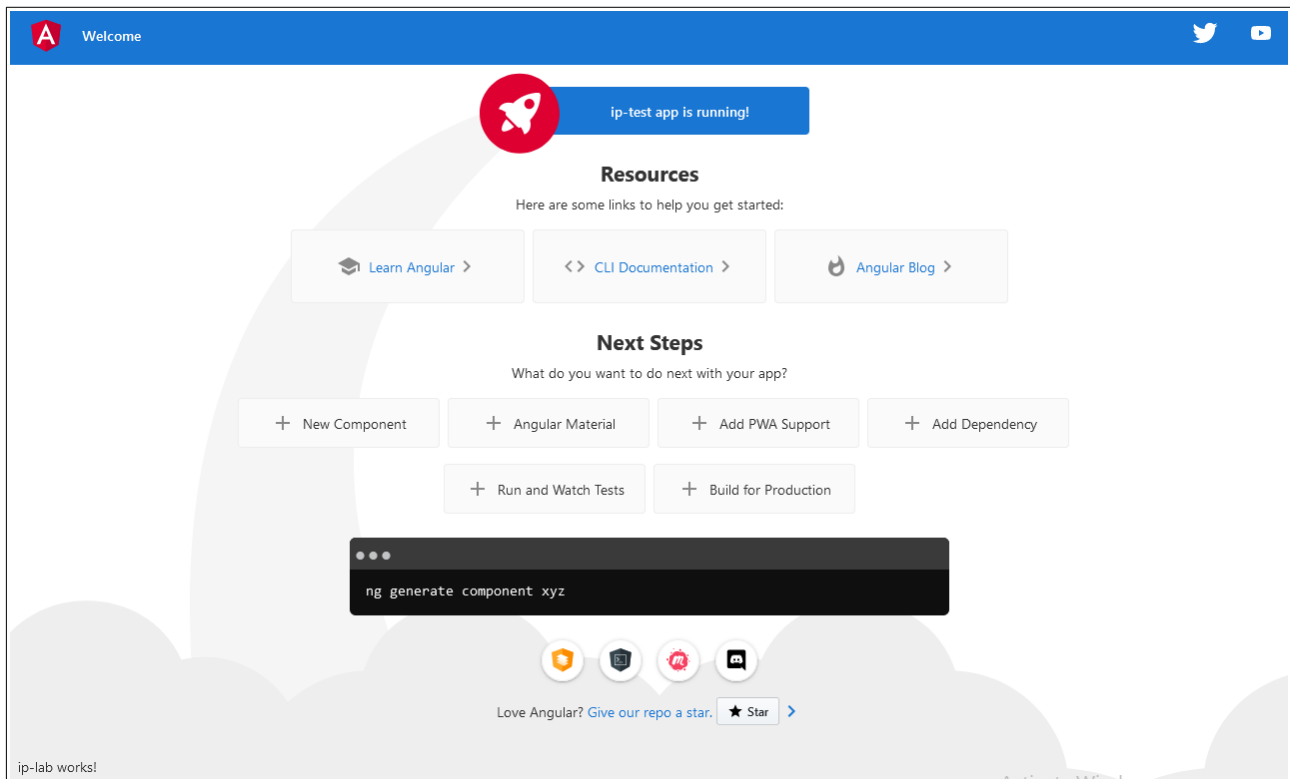 Welcome
ip-test app is running!
Resources
Here are some links to help you get started:
Learn Angular
CLI Documentation
Angular Blog
Next Steps
What do you want to do next with your app?
New Component
Angular Material
Add PWA Support
Add Dependency
Run and Watch Tests
Build for Production
ng generate component xyz
Love Angular? Give our repo a star. Star
ip-lab works!